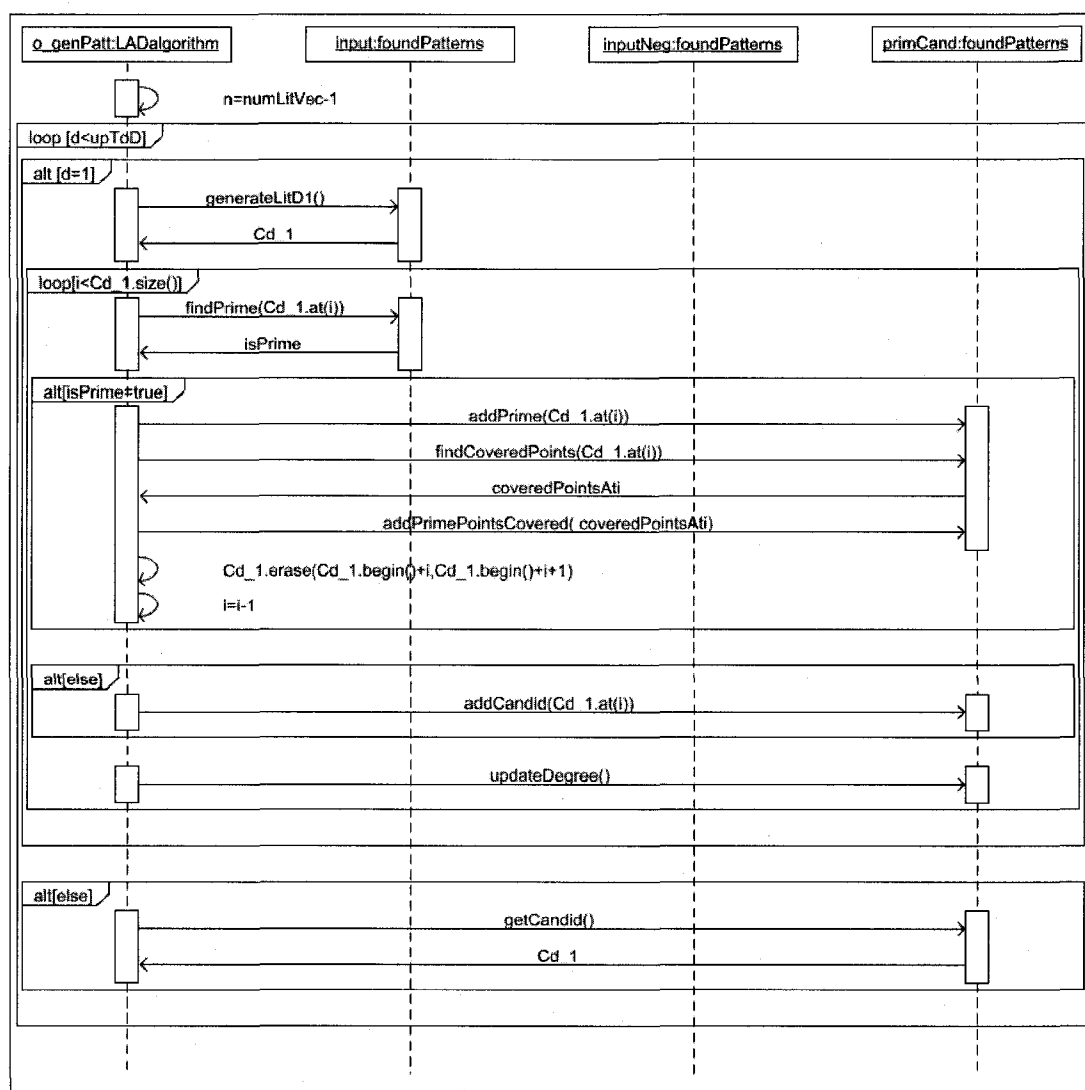 o_genPatt:LADalgorithm
input:foundPatterns
inputNeg:foundPatterns
primCand:foundPatterns
n=numLitVec-1
loop [d<upToD]
alt [d=1]
generateLitD1()
Cd_1
loop[i<Cd_1.size()]
findPrime(Cd_1.at(i))
isPrime
alt[isPrime=true]
addPrime(Cd_1.at(i))
findCoveredPoints(Cd_1.at(i))
coveredPointsAti
addPrimePointsCovered( coveredPointsAti)
Cd_1.erase(Cd_1.begin()+i,Cd_1.begin()+i+1)
i=i-1
alt[else]
addCandid(Cd_1.at(i))
updateDegree()
alt[else]
getCandid()
Cd_1